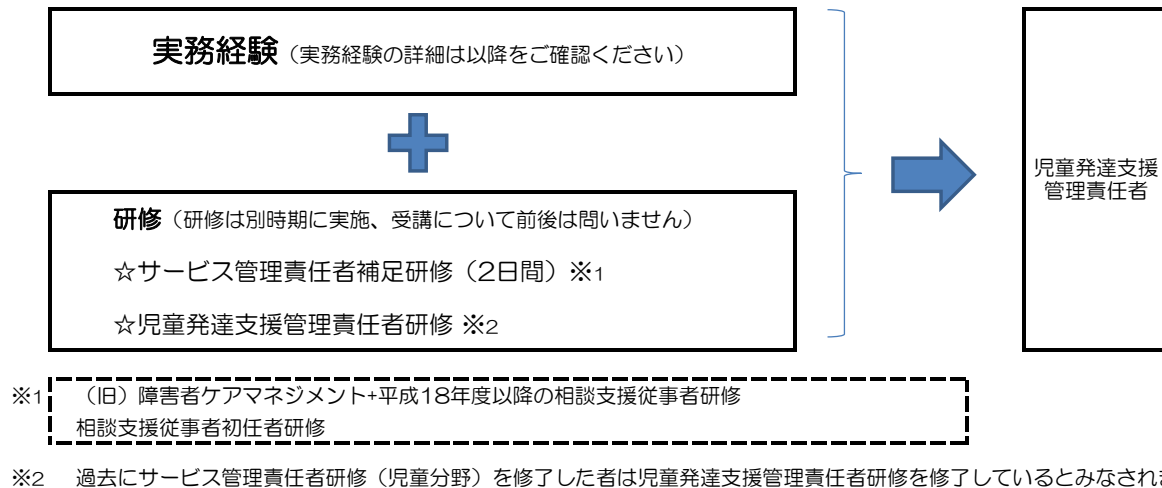 実務経験（実務経験の詳細は以降をご確認ください）
研修（研修は別時期に実施、受講について前後は問いません）
☆サービス管理責任者補足研修（2日間）※1
☆児童発達支援管理責任者研修 ※2
児童発達支援
管理責任者
※1 （旧）障害者ケアマネジメント+平成18年度以降の相談支援従事者研修
相談支援従事者初任者研修
※2 過去にサービス管理責任者研修（児童分野）を修了した者は児童発達支援管理責任者研修を修了しているとみなされ